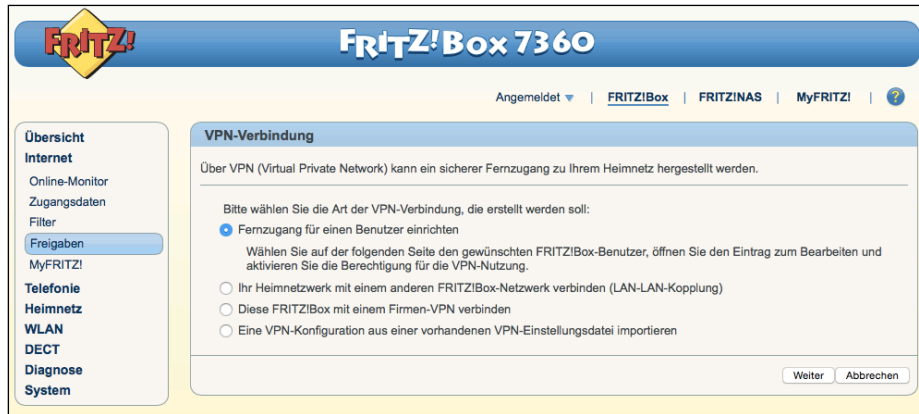 FRITZ!
FRITZ!Box 7360
Angemeldet | FRITZ!Box | FRITZ!NAS | MyFRITZ! | ?
Übersicht
Internet
Online-Monitor
Zugangsdaten
Filter
Freigaben
MyFRITZ!
Telefonie
Heimnetz
WLAN
DECT
Diagnose
System
VPN-Verbindung
Über VPN (Virtual Private Network) kann ein sicherer Fernzugang zu Ihrem Heimnetz hergestellt werden.
Bitte wählen Sie die Art der VPN-Verbindung, die erstellt werden soll:
Fernzugang für einen Benutzer einrichten
Wählen Sie auf der folgenden Seite den gewünschten FRITZ!Box-Benutzer, öffnen Sie den Eintrag zum Bearbeiten und
aktivieren Sie die Berechtigung für die VPN-Nutzung.
Ihr Heimnetzwerk mit einem anderen FRITZ!Box-Netzwerk verbinden (LAN-LAN-Kopplung)
Diese FRITZ!Box mit einem Firmen-VPN verbinden
Eine VPN-Konfiguration aus einer vorhandenen VPN-Einstellungsdatei importieren
Weiter Abbrechen